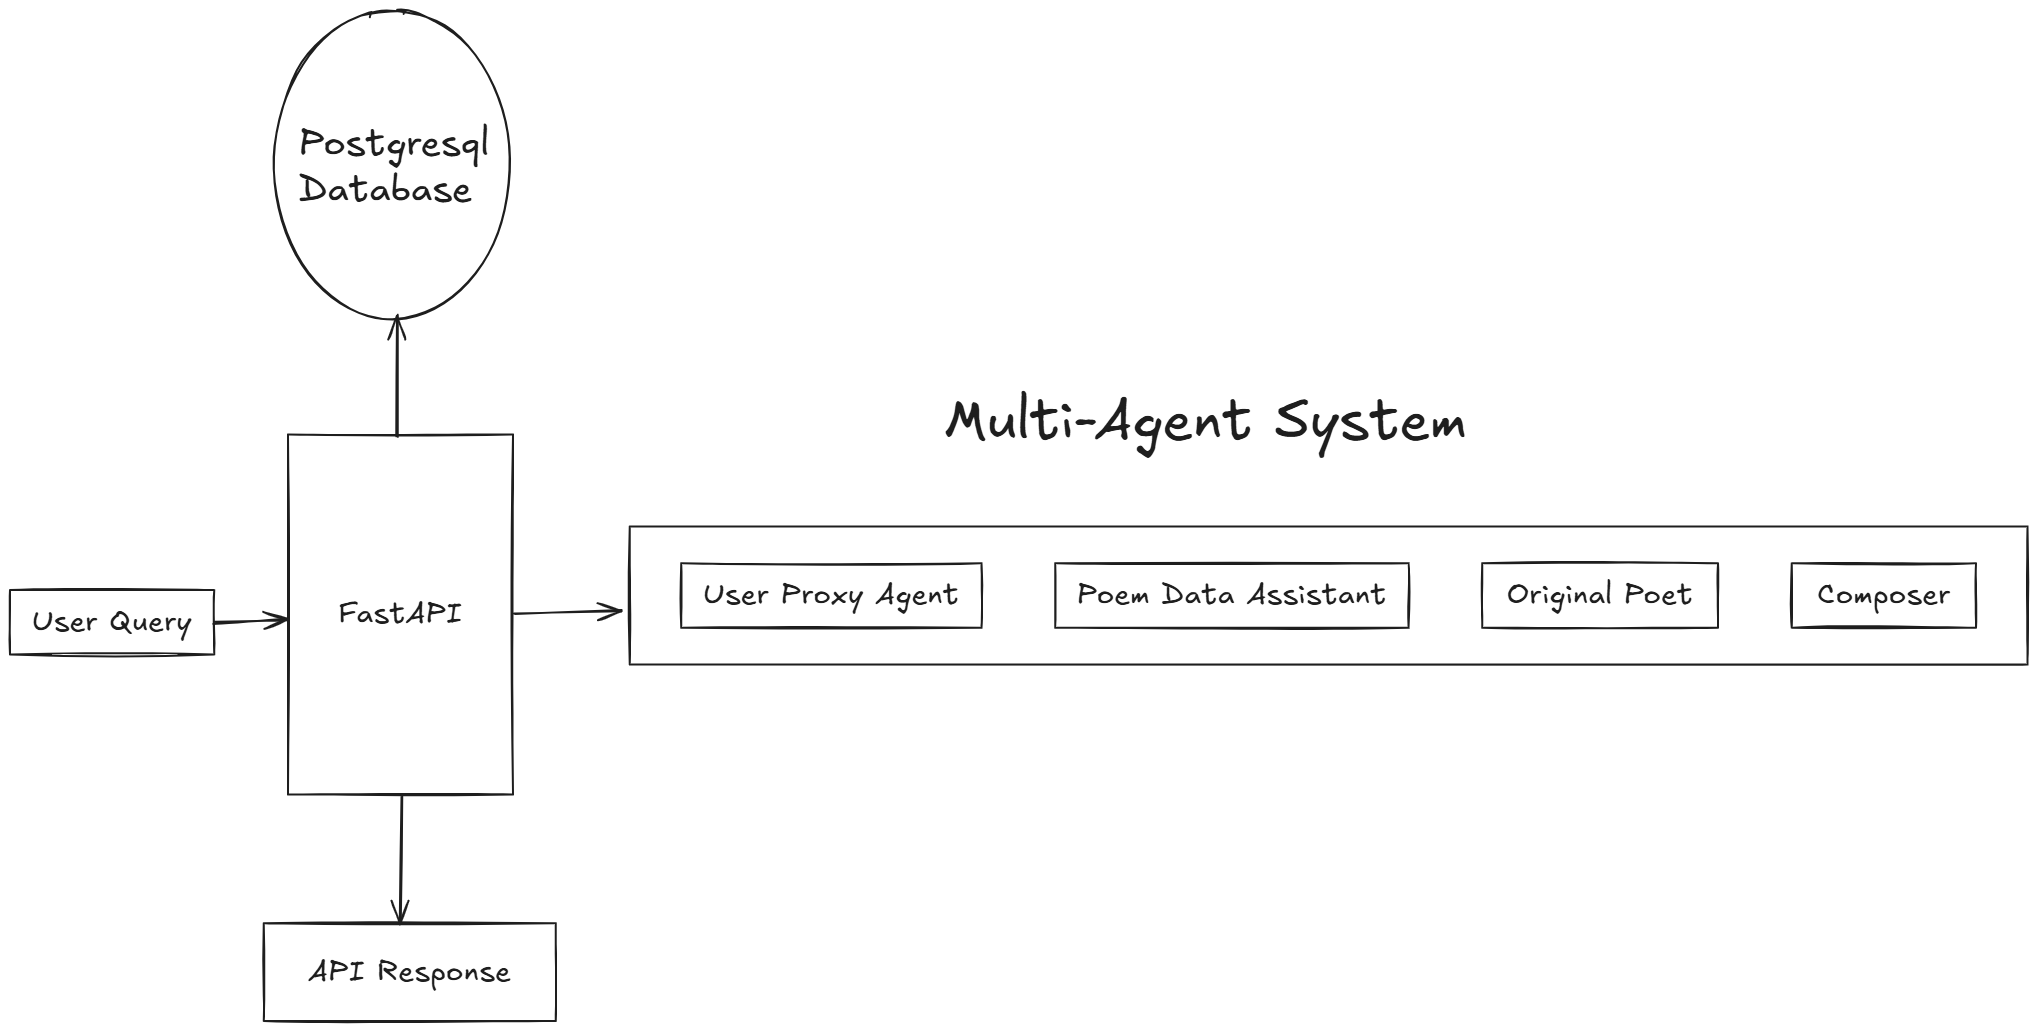 Postgresql
Database
Multi-Agent System
User Query
FastAPI
User Proxy Agent
Poem Data Assistant
Original Poet
Composer
API Response